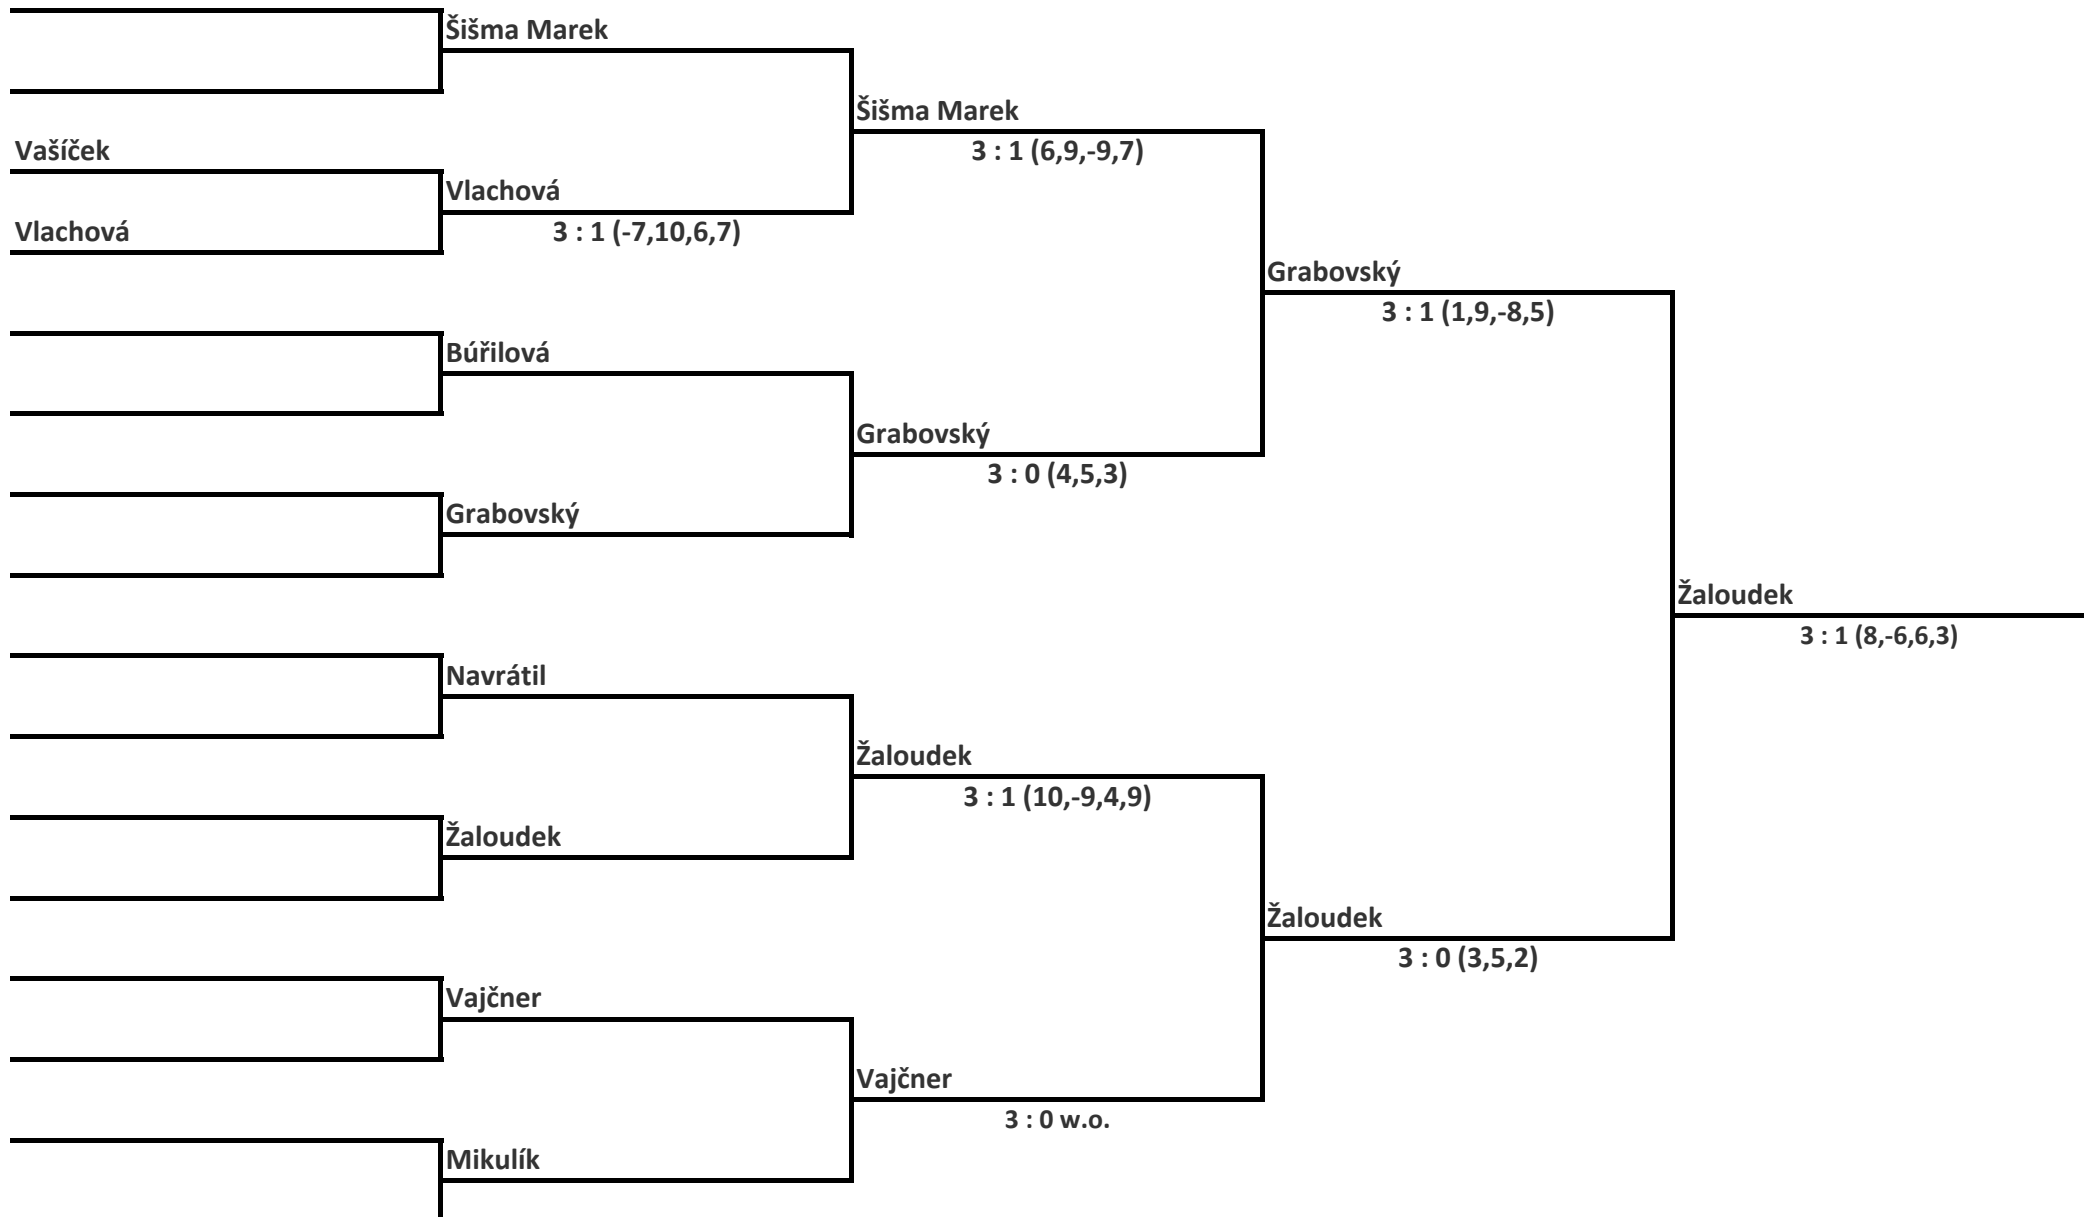 Šišma Marek
Šišma Marek
Vašíček
3 : 1 (6,9,-9,7)
Vlachová
Vlachová
3 : 1 (-7,10,6,7)
Grabovský
3 : 1 (1,9,-8,5)
Búřilová
Grabovský
3 : 0 (4,5,3)
Grabovský
Žaloudek
3 : 1 (8,-6,6,3)
Navrátil
Žaloudek
3 : 1 (10,-9,4,9)
Žaloudek
Žaloudek
3 : 0 (3,5,2)
Vajčner
Vajčner
3 : 0 w.o.
Mikulík